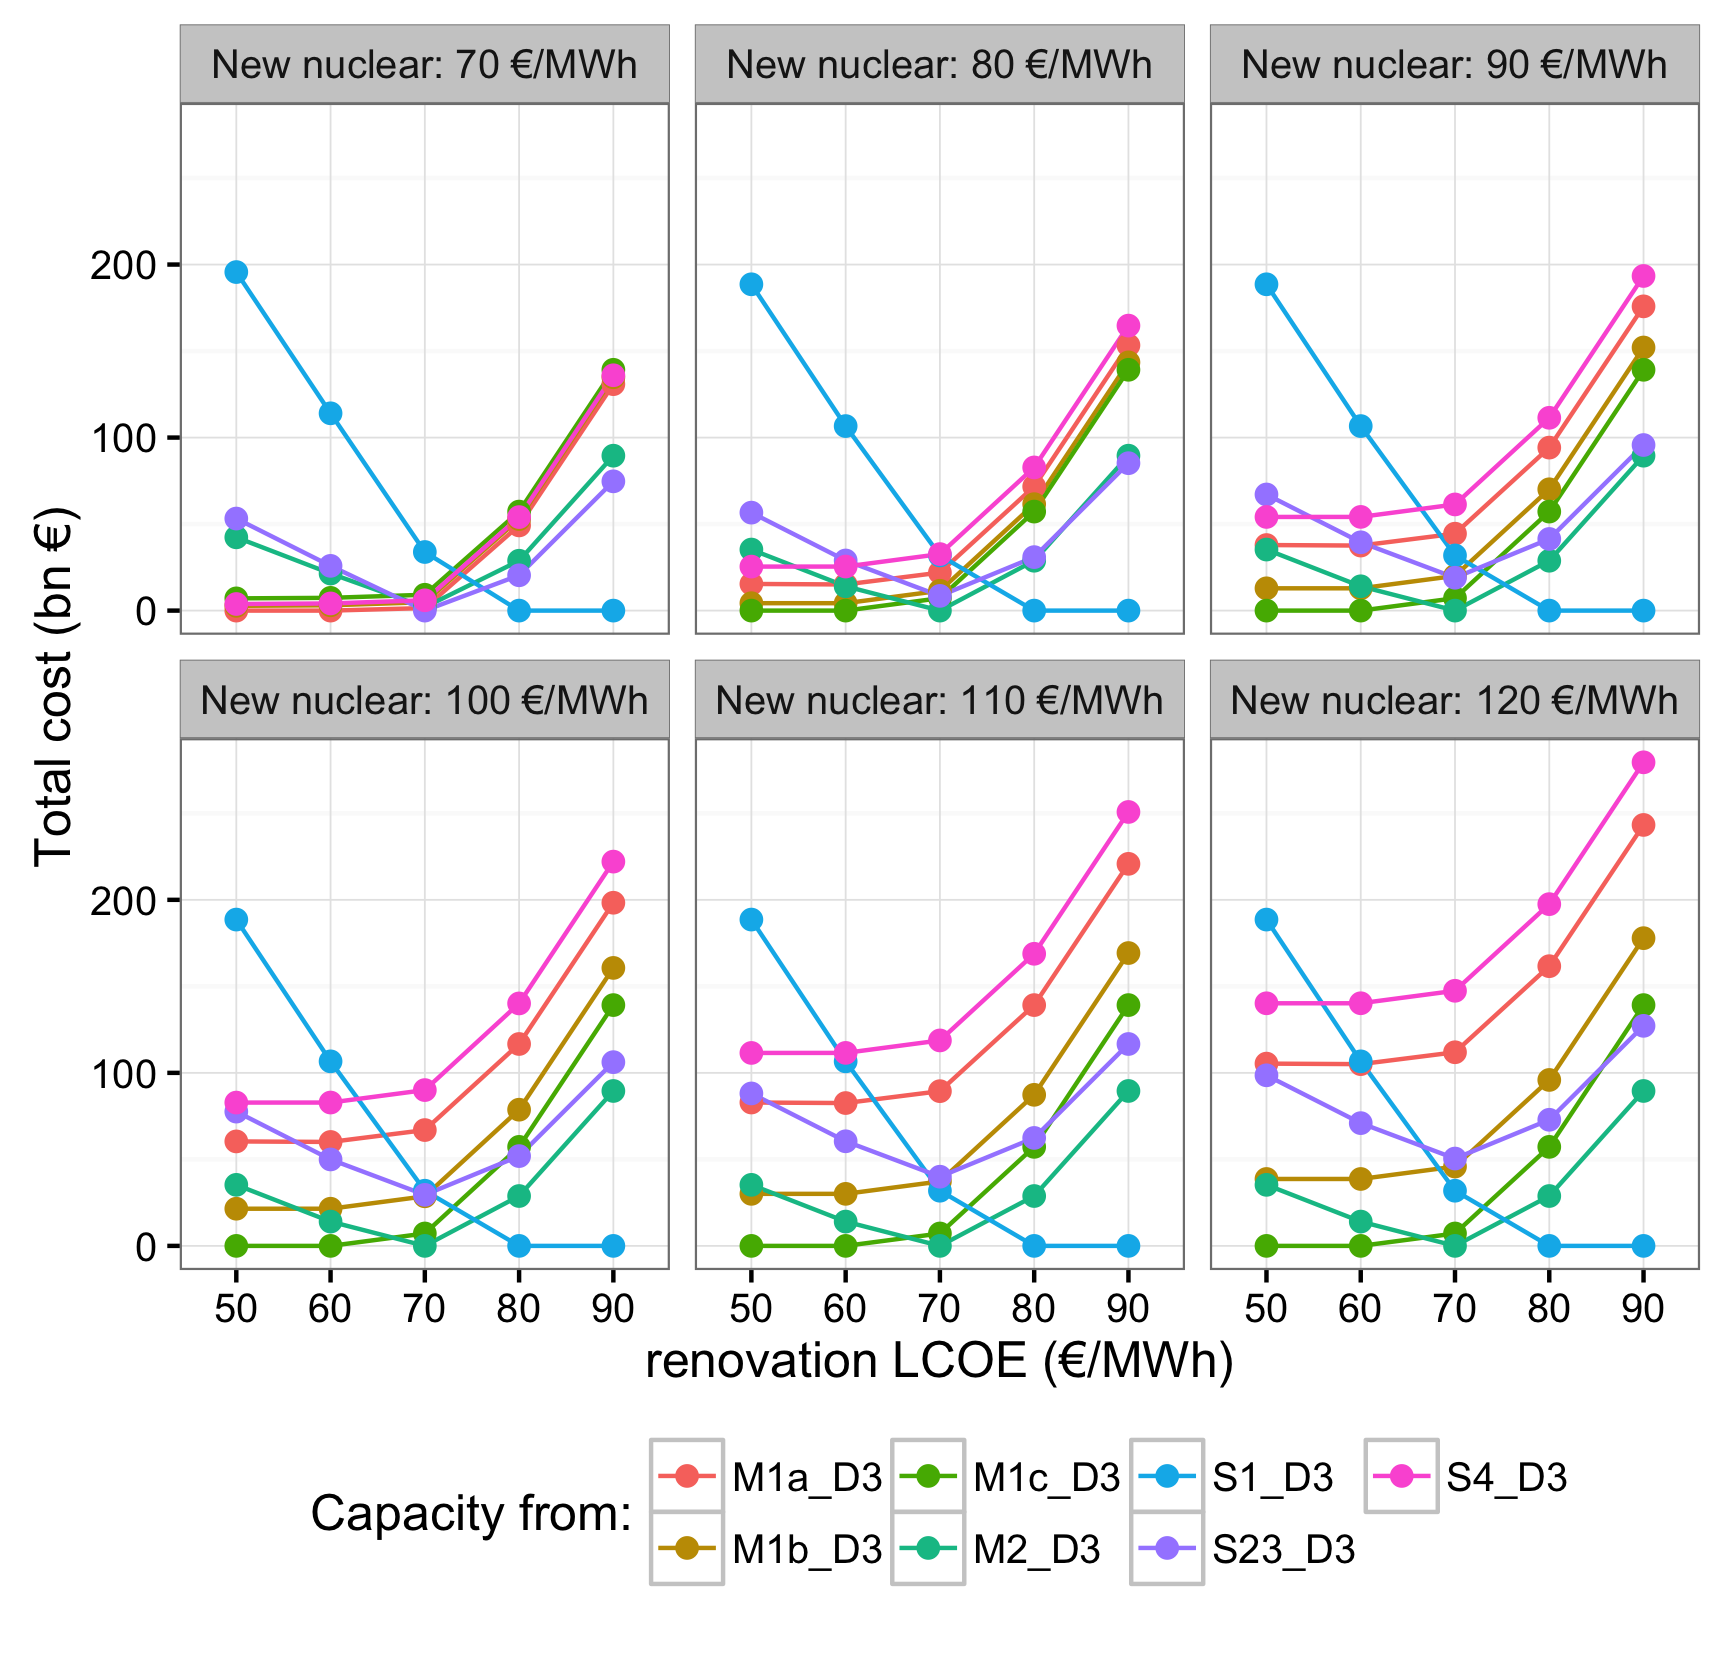 New nuclear: 70 €/MWh
New nuclear: 80 €/MWh
New nuclear: 90 €/MWh
200
100
0
Total cost (bn €)
New nuclear: 100 €/MWh
New nuclear: 110 €/MWh
New nuclear: 120 €/MWh
200
100
0
50 60 70 80 90
50 60 70 80 90
50 60 70 80 90
renovation LCOE (€/MWh)
Capacity from:
M1a_D3 M1c_D3 S1_D3 S4_D3
M1b_D3 M2_D3 S23_D3